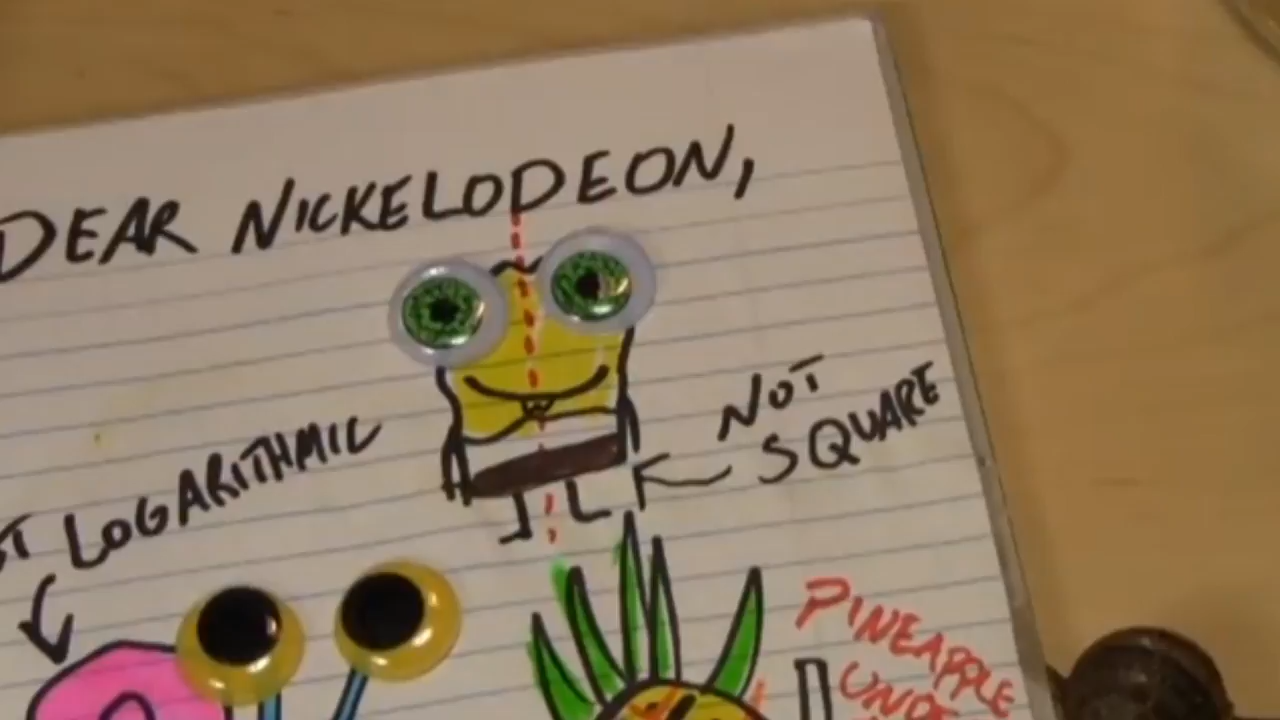 DEAR NICKELODEON,
NOT
SQUARE
LOGARITHMIC
PINEAPPLE